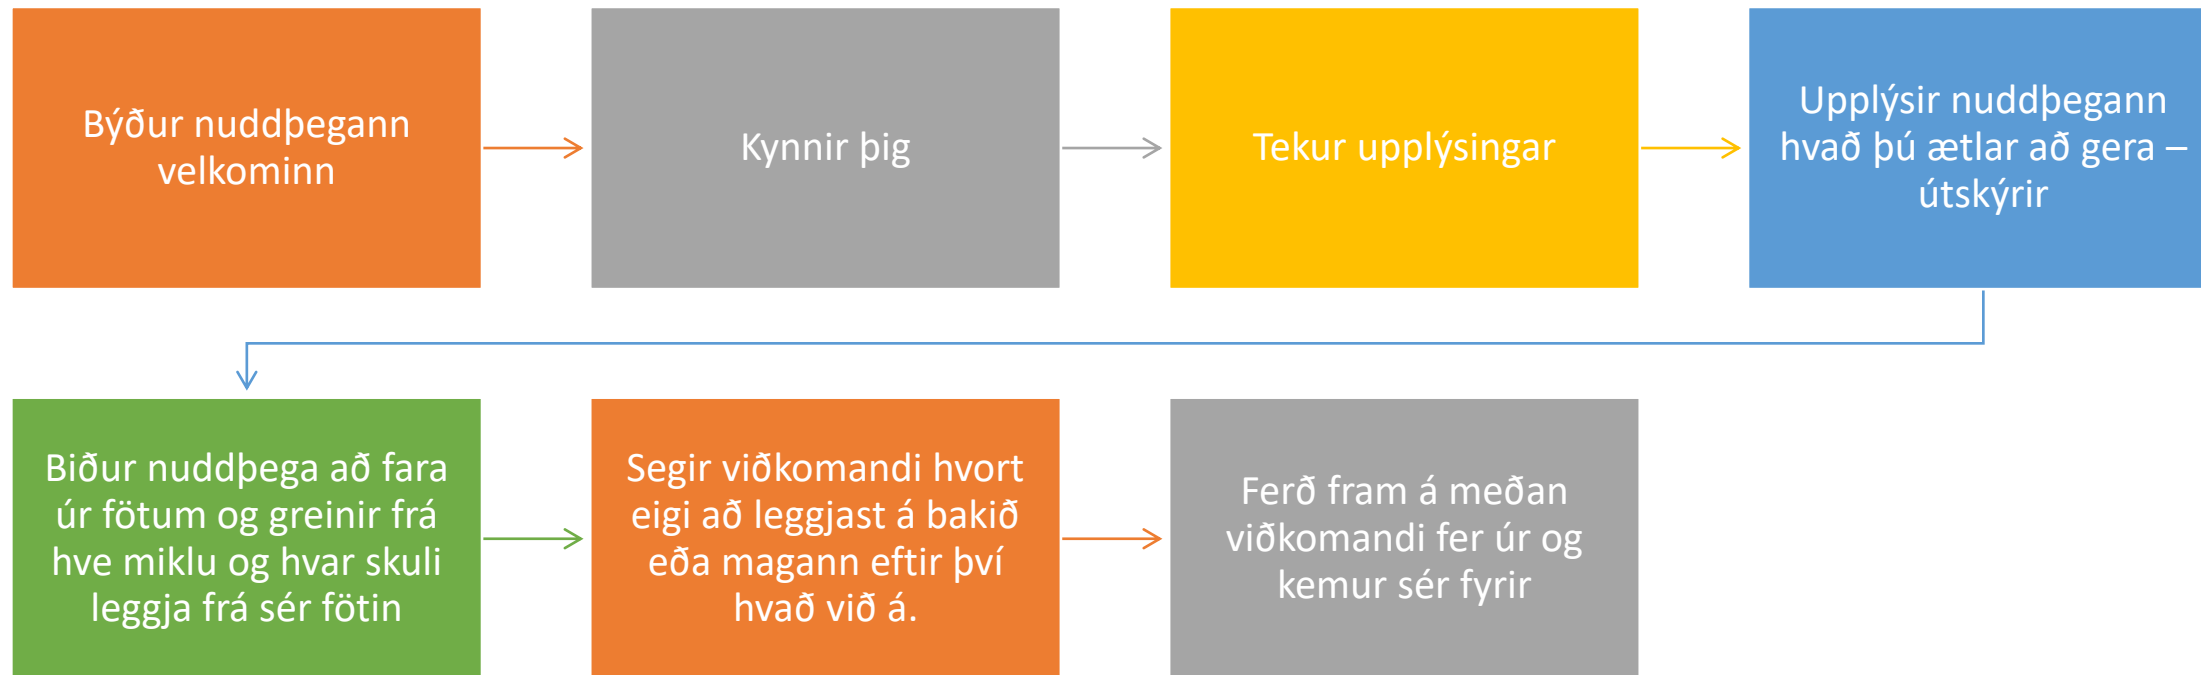 Býður nuddþegann
velkominn
Kynnir þig
Tekur upplýsingar
Upplýsir nuddþegann
hvað þú ætlar að gera –
útskýrir
Biður nuddþega að fara
úr fötum og greinir frá
hve miklu og hvar skuli
leggja frá sér fötin
Segir viðkomandi hvort
eigi að leggjast á bakið
eða magann eftir því
hvað við á.
Ferð fram á meðan
viðkomandi fer úr og
kemur sér fyrir